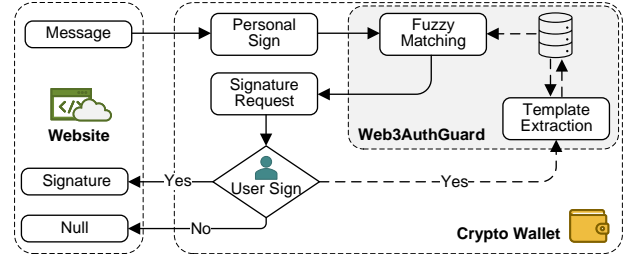 Message
Personal
Sign
Fuzzy
Matching
Signature
Request
Template
Extraction
</>
Website
Web3AuthGuard
Signature
Yes
User Sign
Yes
Null
No
Crypto Wallet